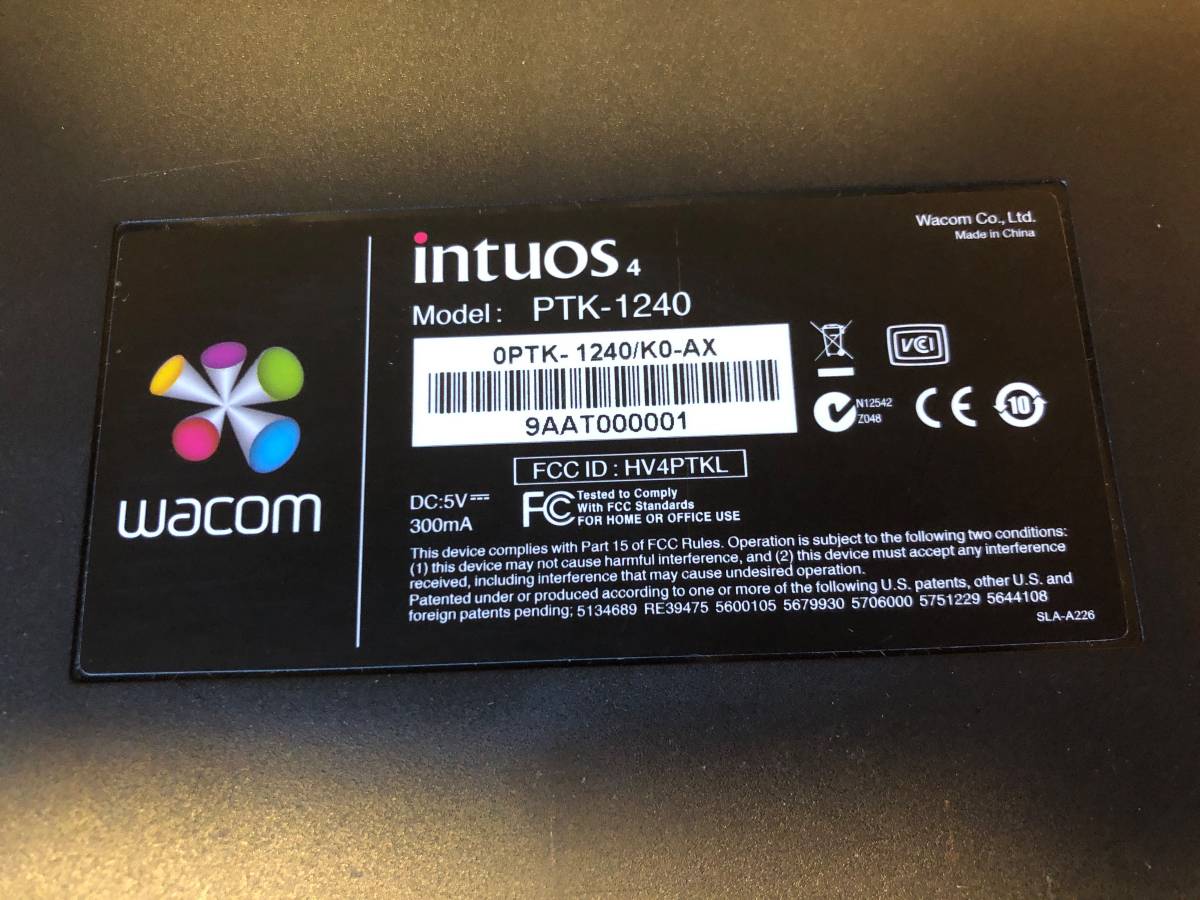 Wacom Co., Ltd.
Made in China
intuos 4
Model : PTK-1240
0PTK- 1240/K0-AX
9AAT000001
VCCI
N12542
Z048
CE
10
FCC ID : HV4PTKL
DC:5V⎓
300mA
FC Tested to Comply
With FCC Standards
FOR HOME OR OFFICE USE
wacom
This device complies with Part 15 of FCC Rules. Operation is subject to the following two conditions:
(1) this device may not cause harmful interference, and (2) this device must accept any interference
received, including interference that may cause undesired operation.
Patented under or produced according to one or more of the following U.S. patents, other U.S. and
foreign patents pending; 5134689 RE39475 5600105 5679930 5706000 5751229 5644108
SLA-A226